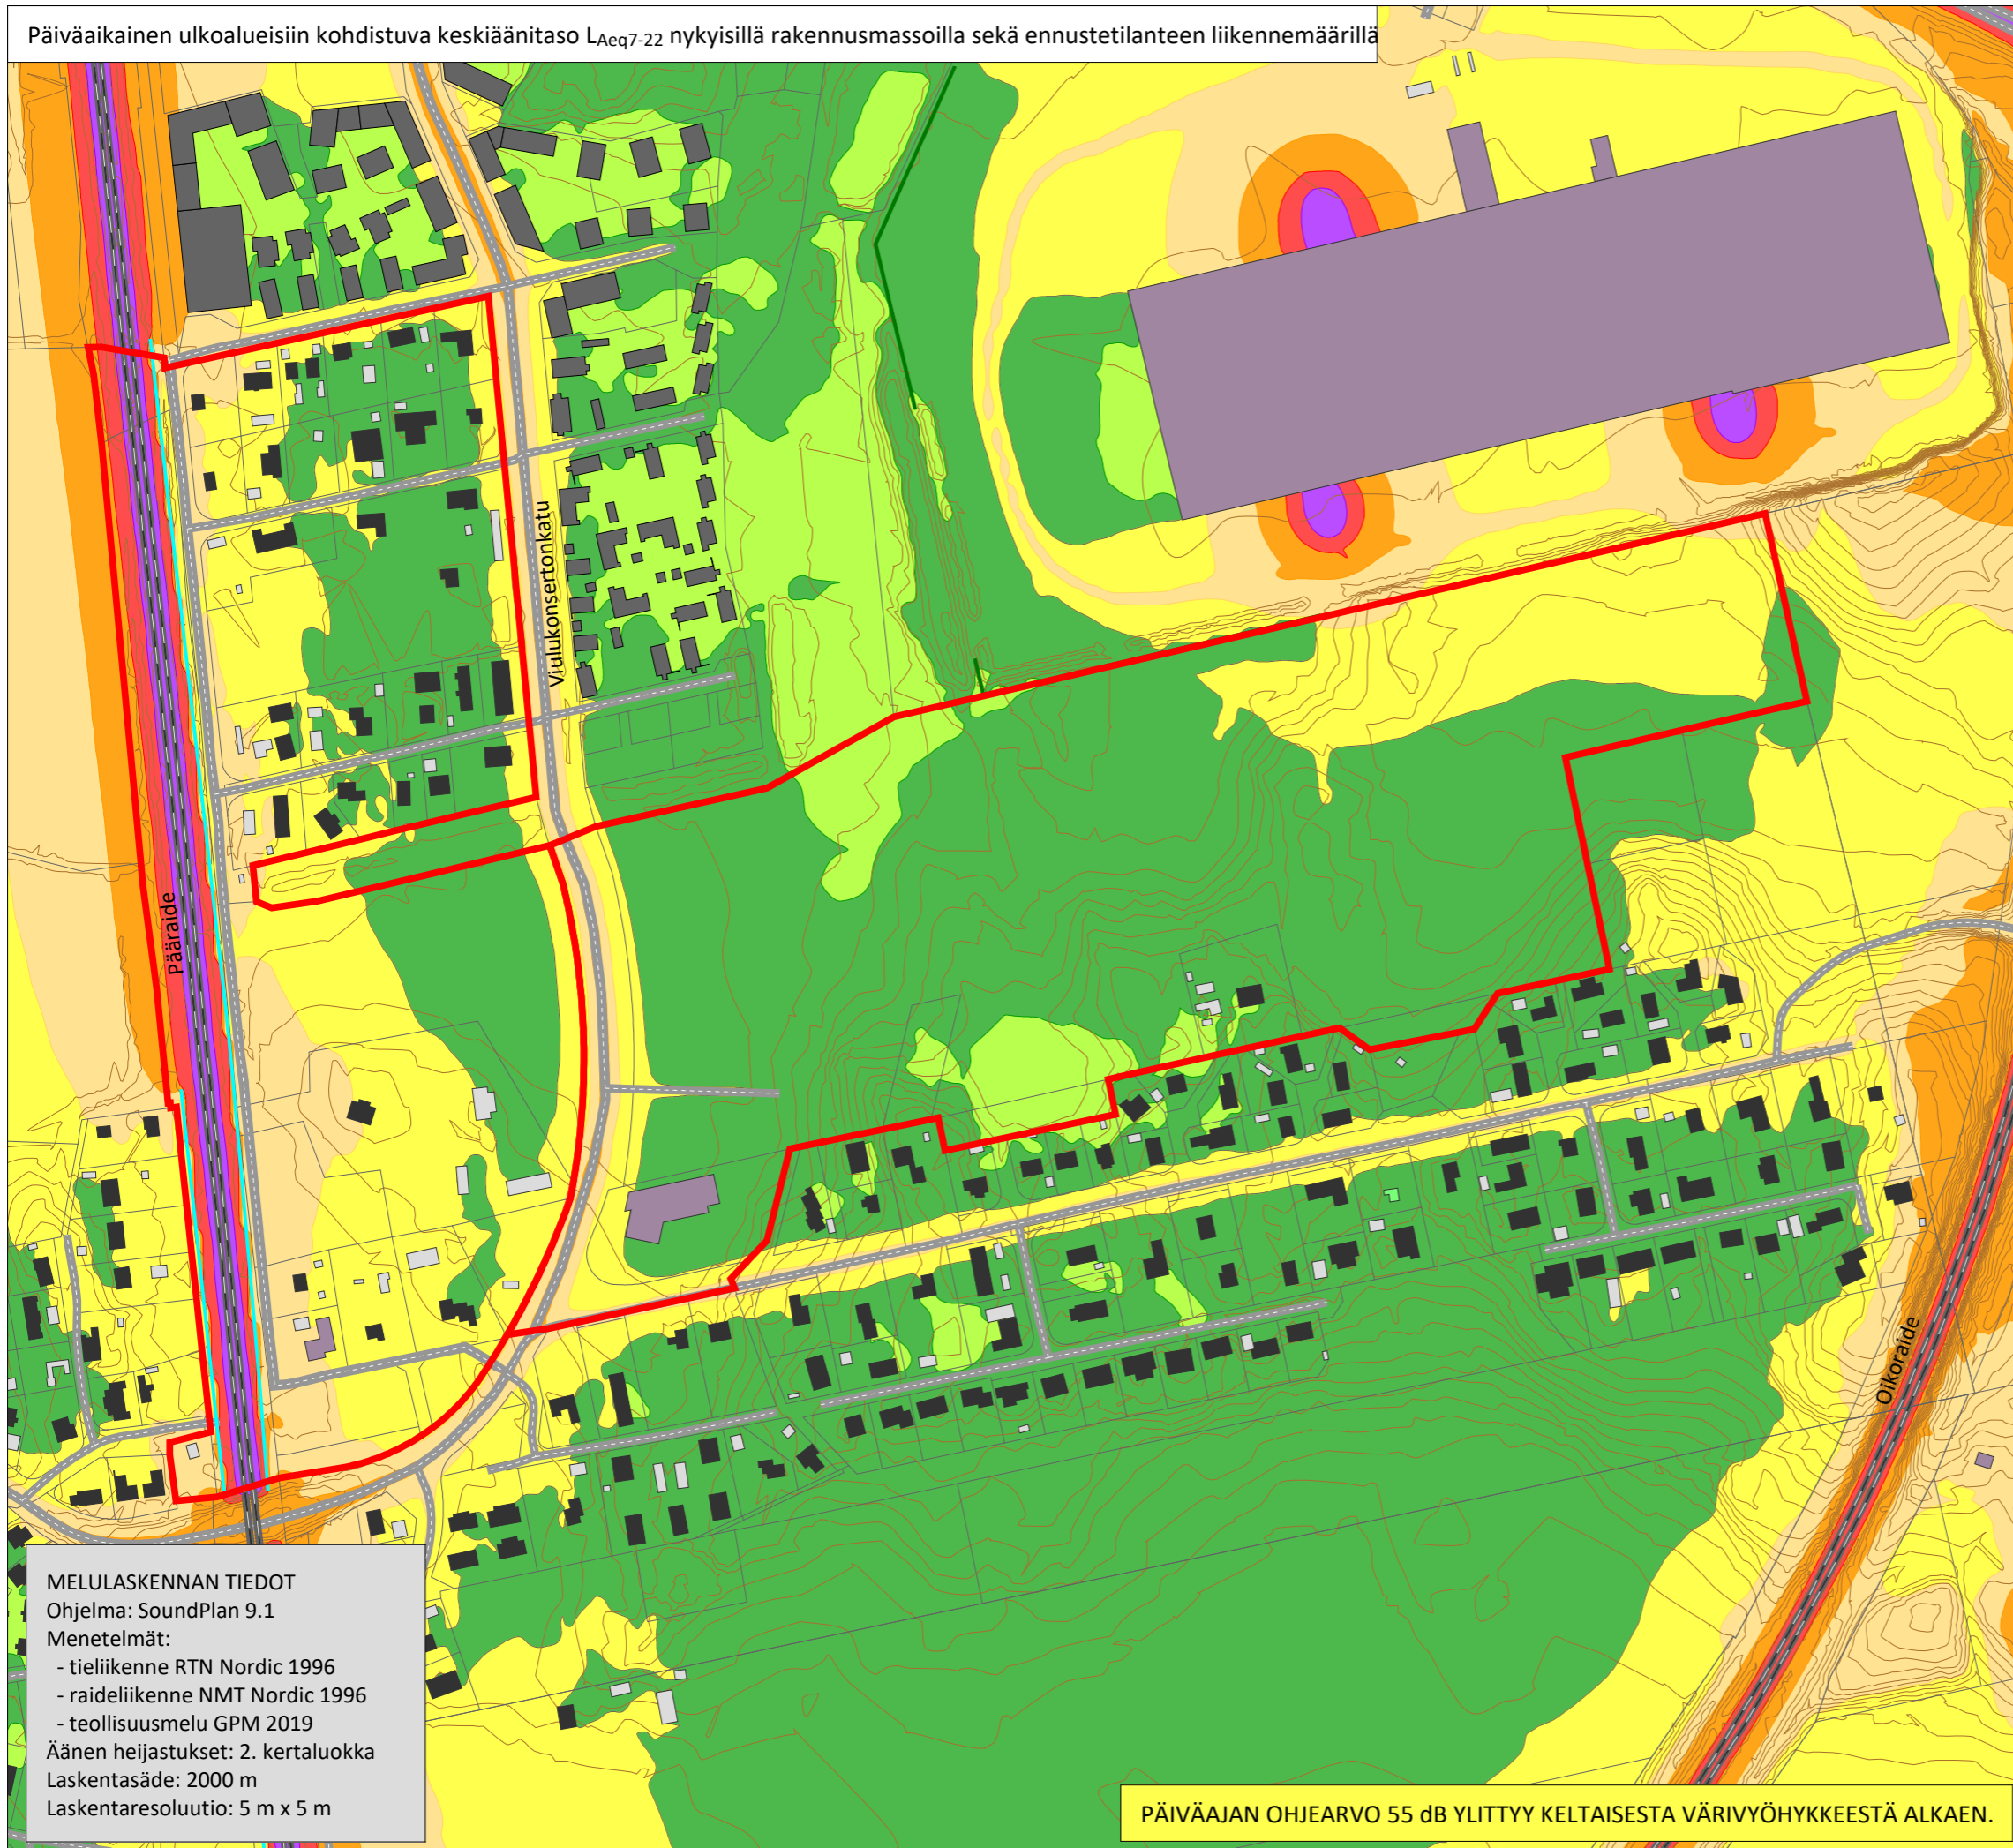 Päiväaikainen ulkoalueisiin kohdistuva keskiäänitaso LAeq7-22 nykyisillä rakennusmassoilla sekä ennustetilanteen liikennemäärillä
Viulukonsertonkatu
Pääraide
Oikoraide
MELULASKENNAN TIEDOT
Ohjelma: SoundPlan 9.1
Menetelmät:
- tieliikenne RTN Nordic 1996
- raideliikenne NMT Nordic 1996
- teollisuusmelu GPM 2019
Äänen heijastukset: 2. kertaluokka
Laskentasäde: 2000 m
Laskentaresoluutio: 5 m x 5 m
PÄIVÄAJAN OHJEARVO 55 dB YLITTYY KELTAISESTA VÄRIVYÖHYKKEESTÄ ALKAEN.